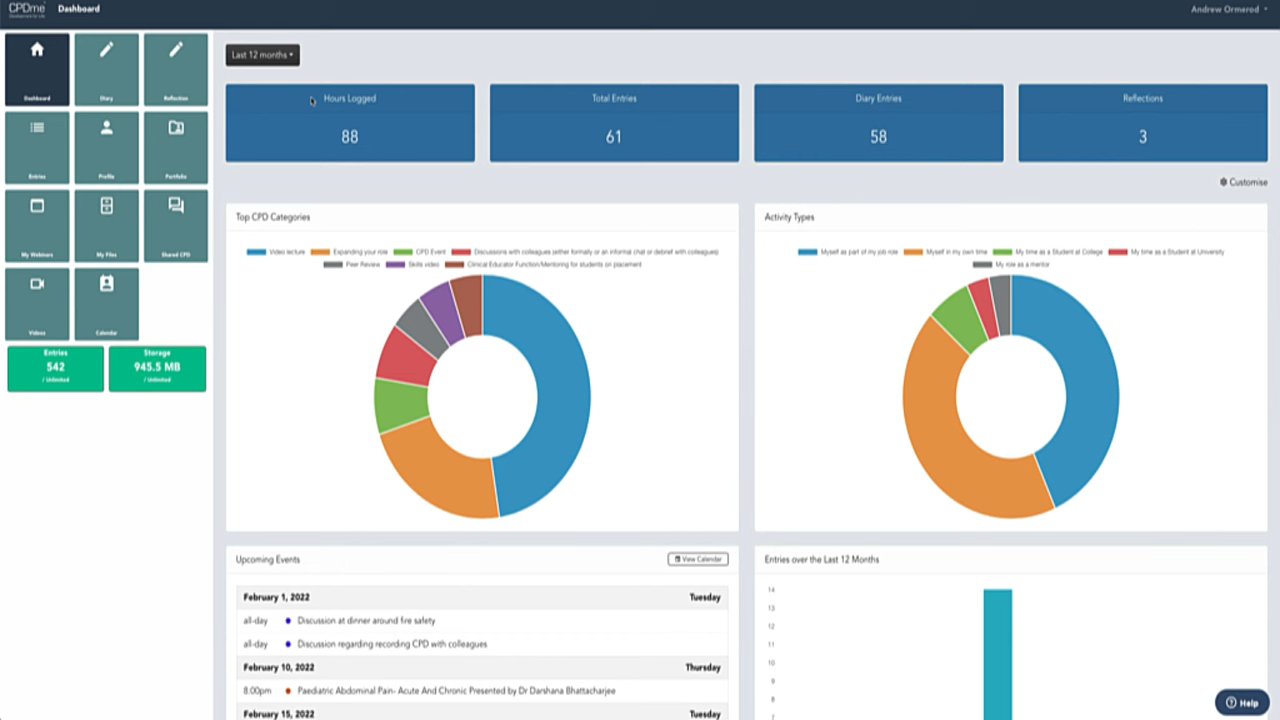 CPDme Dashboard Andrew Ormerod
Development for Life
Last 12 months
Dashboard Diary Reflection
Entries Profile Portfolio
My Webinars My Files Shared CPD
Videos Calendar
Entries Storage
542 945.5 MB
/ Unlimited / Unlimited
Hours Logged Total Entries Diary Entries Reflections
88 61 58 3
Customise
Top CPD Categories
Video lecture Expanding your role CPD Event Discussions with colleagues (either formally or an informal chat or debrief with colleagues)
Peer Review Skills video Clinical Educator Function/Mentoring for students on placement
Activity Types
Myself as part of my job role Myself in my own time My time as a Student at College My time as a Student at University
My role as a mentor
Upcoming Events View Calendar
February 1, 2022 Tuesday
all-day Discussion at dinner around fire safety
all-day Discussion regarding recording CPD with colleagues
February 10, 2022 Thursday
8:00pm Paediatric Abdominal Pain- Acute And Chronic Presented by Dr Darshana Bhattacharjee
February 15, 2022 Tuesday
Entries over the Last 12 Months
14
13
12
11
10
9
8
7
Help